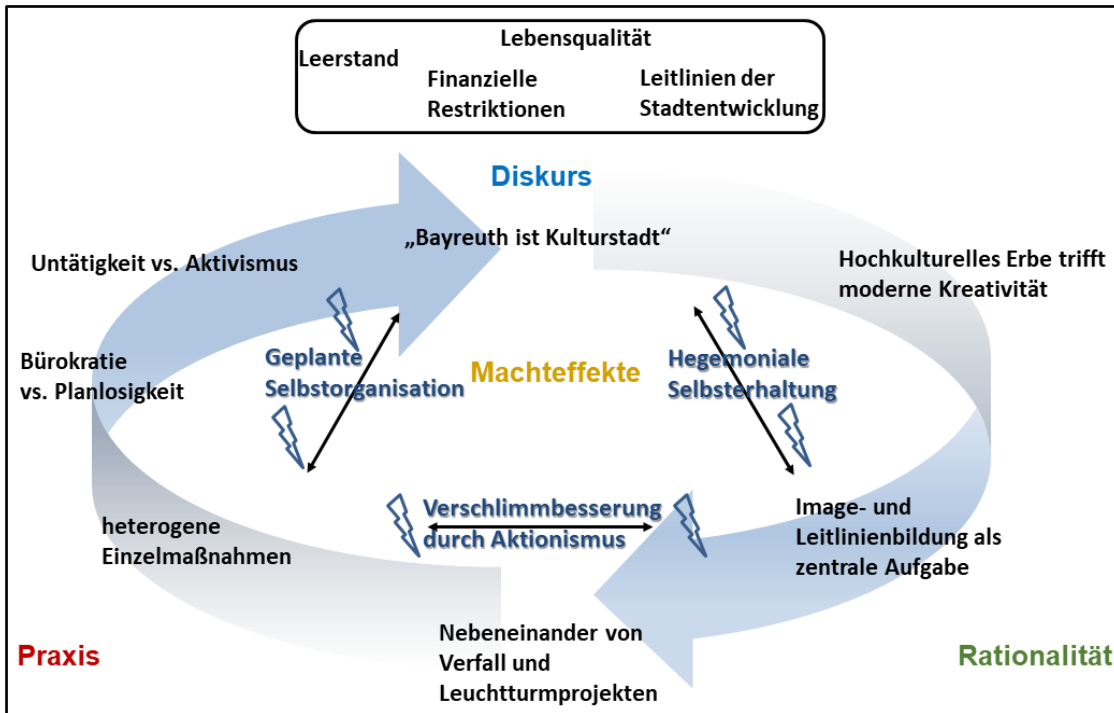 Lebensqualität
Leerstand
Finanzielle
Restriktionen
Leitlinien der
Stadtentwicklung
Diskurs
„Bayreuth ist Kulturstadt“
Untätigkeit vs. Aktivismus
Hochkulturelles Erbe trifft
moderne Kreativität
Bürokratie
vs. Planlosigkeit
Geplante
Selbstorganisation
Machteffekte
Hegemoniale
Selbsterhaltung
heterogene
Einzelmaßnahmen
Verschlimmbesserung
durch Aktionismus
Image- und
Leitlinienbildung als
zentrale Aufgabe
Praxis
Nebeneinander von
Verfall und
Leuchtturmprojekten
Rationalität